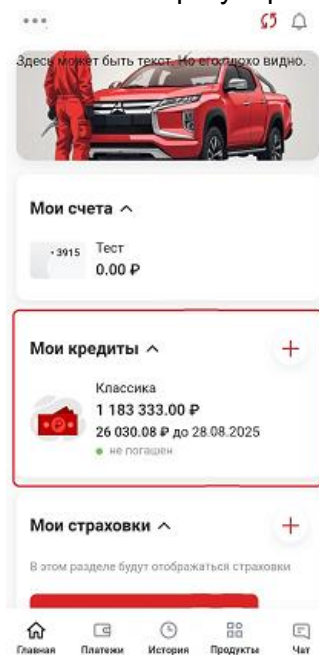 Здесь может быть текст. Но его плохо видно.
Мои счета
• 3915 Тест
0.00 ₽
Мои кредиты
Классика
1 183 333.00 ₽
26 030.08 ₽ до 28.08.2025
не погашен
Мои страховки
В этом разделе будут отображаться страховки
Главная Платежи История Продукты Чат